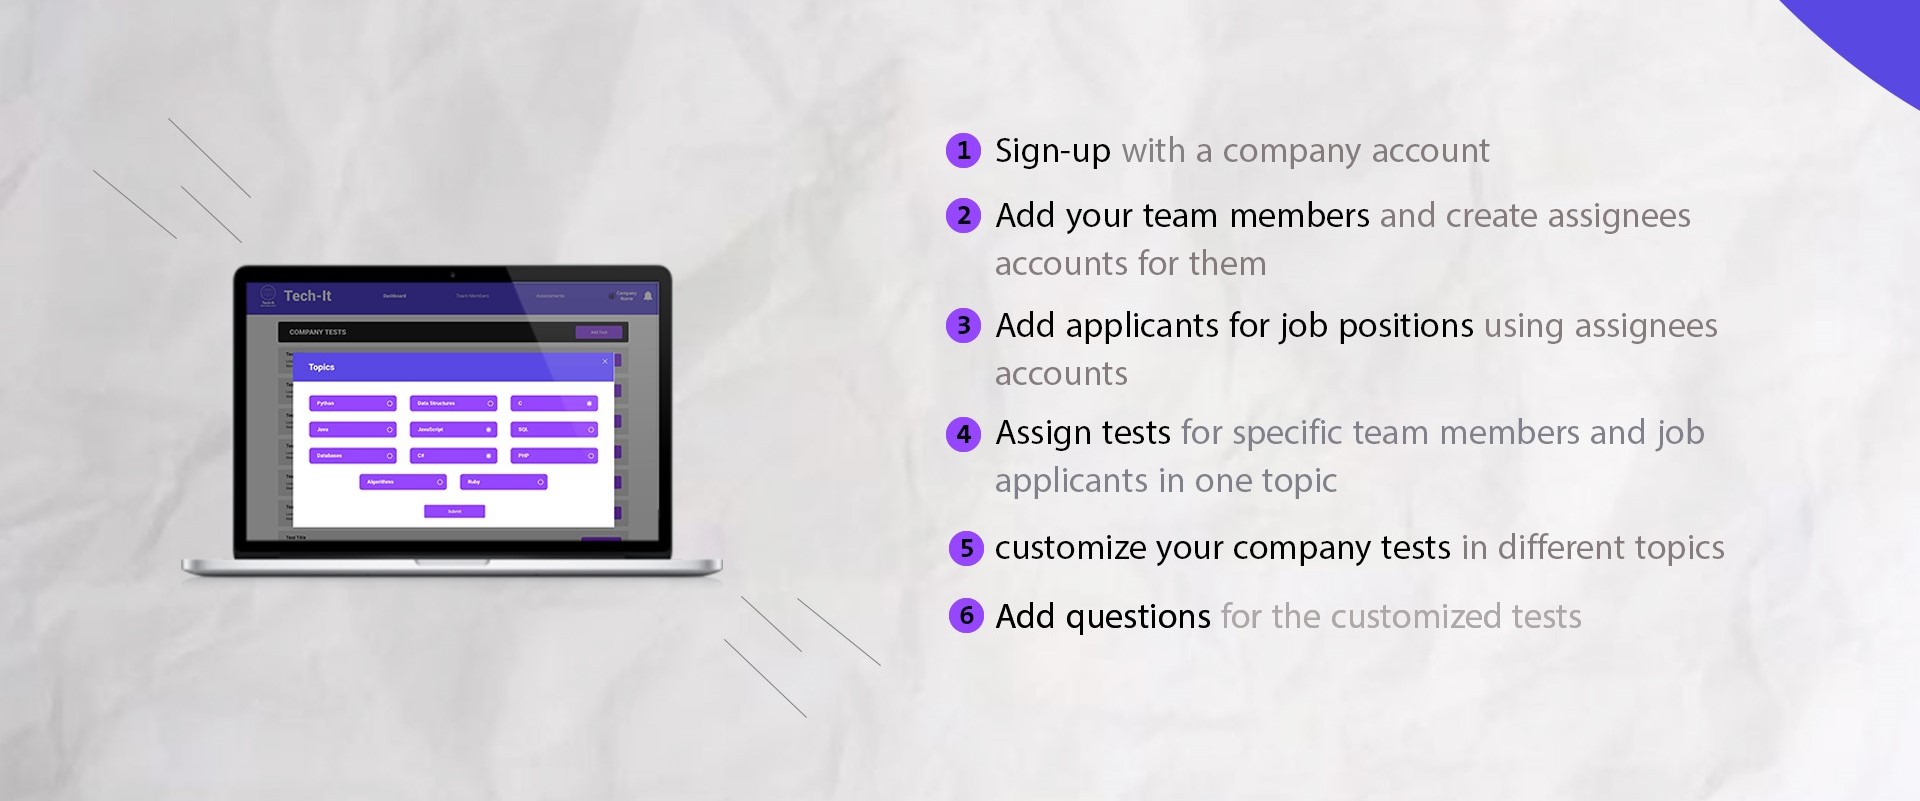 1 Sign-up with a company account
2 Add your team members and create assignees
accounts for them
3 Add applicants for job positions using assignees
accounts
4 Assign tests for specific team members and job
applicants in one topic
5 customize your company tests in different topics
6 Add questions for the customized tests
Tech-It
Dashboard
Team Members
Assessments
Company
Name
COMPANY TESTS
Add Test
Topics
Python
Data Structures
C
Java
JavaScript
SQL
Databases
C#
PHP
Algorithms
Ruby
Submit
Test Title